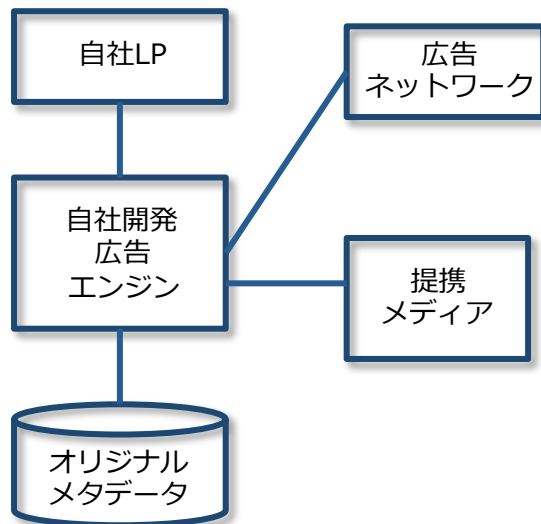 自社LP
広告
ネットワーク
自社開発
広告
エンジン
提携
メディア
オリジナル
メタデータ